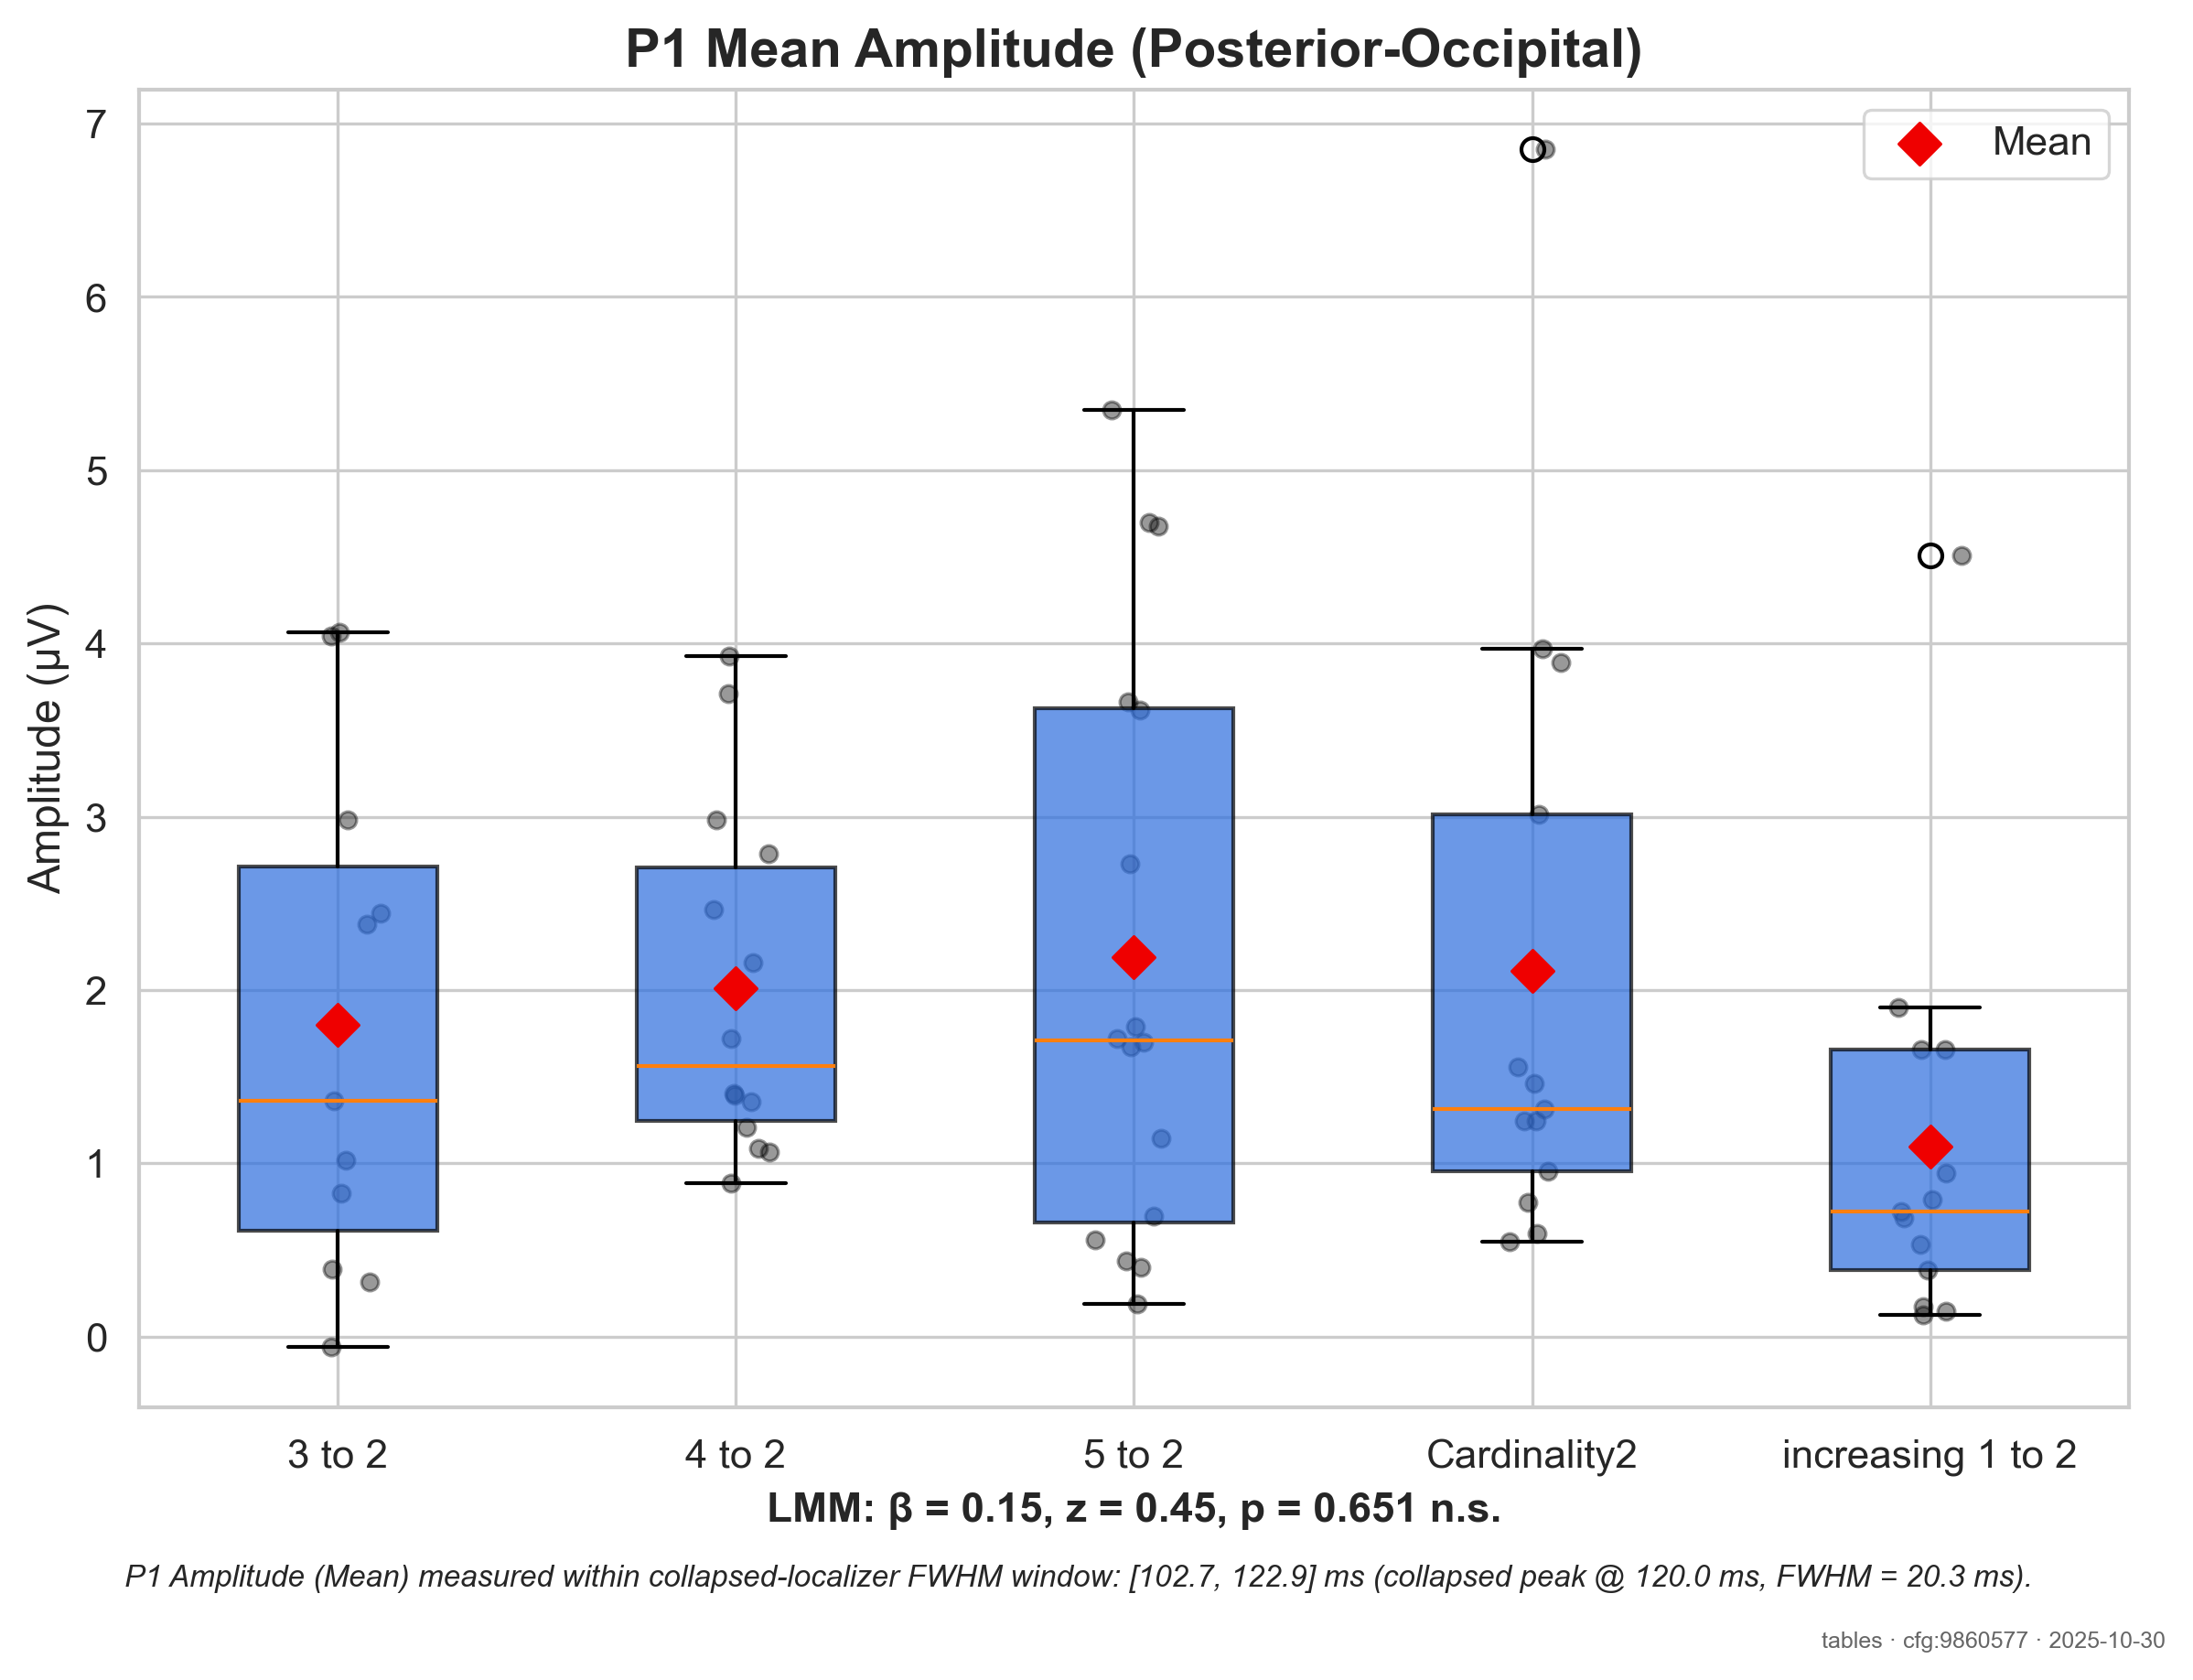 P1 Mean Amplitude (Posterior-Occipital)
Mean
7
6
5
4
3
2
1
0
Amplitude (µV)
3 to 2
4 to 2
5 to 2
Cardinality2
increasing 1 to 2
LMM: β = 0.15, z = 0.45, p = 0.651 n.s.
P1 Amplitude (Mean) measured within collapsed-localizer FWHM window: [102.7, 122.9] ms (collapsed peak @ 120.0 ms, FWHM = 20.3 ms).
tables · cfg:9860577 · 2025-10-30